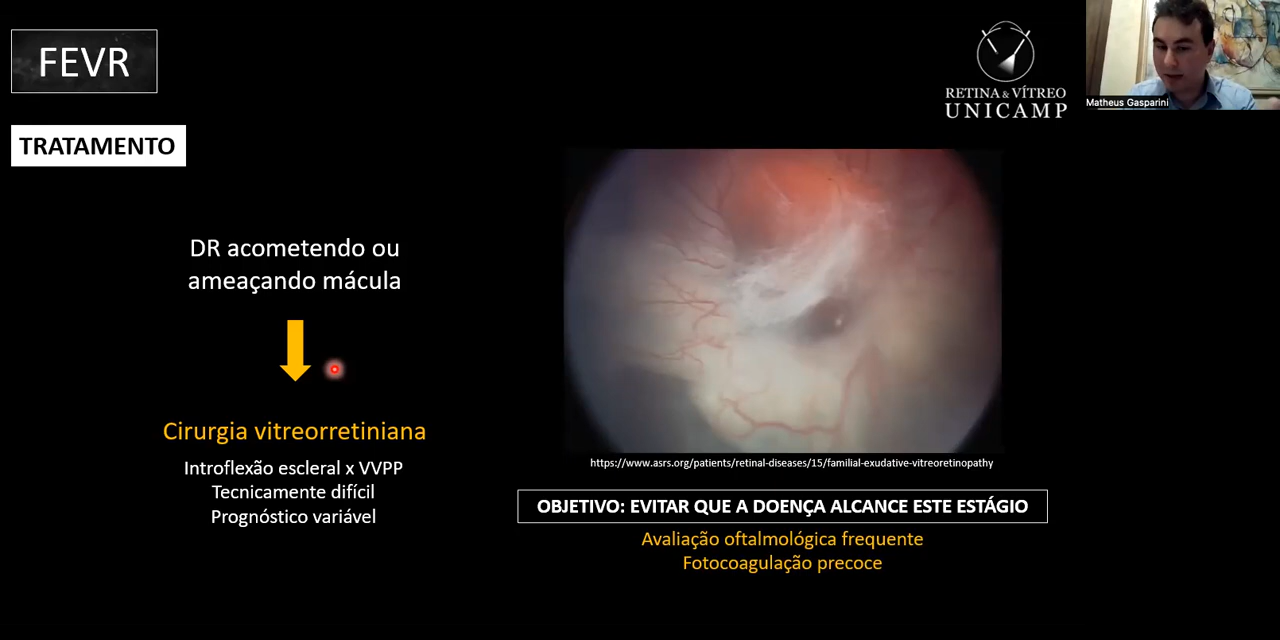 FEVR
RETINA & VÍTREO
UNICAMP
Matheus Gasparini
TRATAMENTO
DR acometendo ou
ameaçando mácula
Cirurgia vitreorretiniana
Introflexão escleral x VVPP
Tecnicamente difícil
Prognóstico variável
https://www.asrs.org/patients/retinal-diseases/15/familial-exudative-vitreoretinopathy
OBJETIVO: EVITAR QUE A DOENÇA ALCANCE ESTE ESTÁGIO
Avaliação oftalmológica frequente
Fotocoagulação precoce